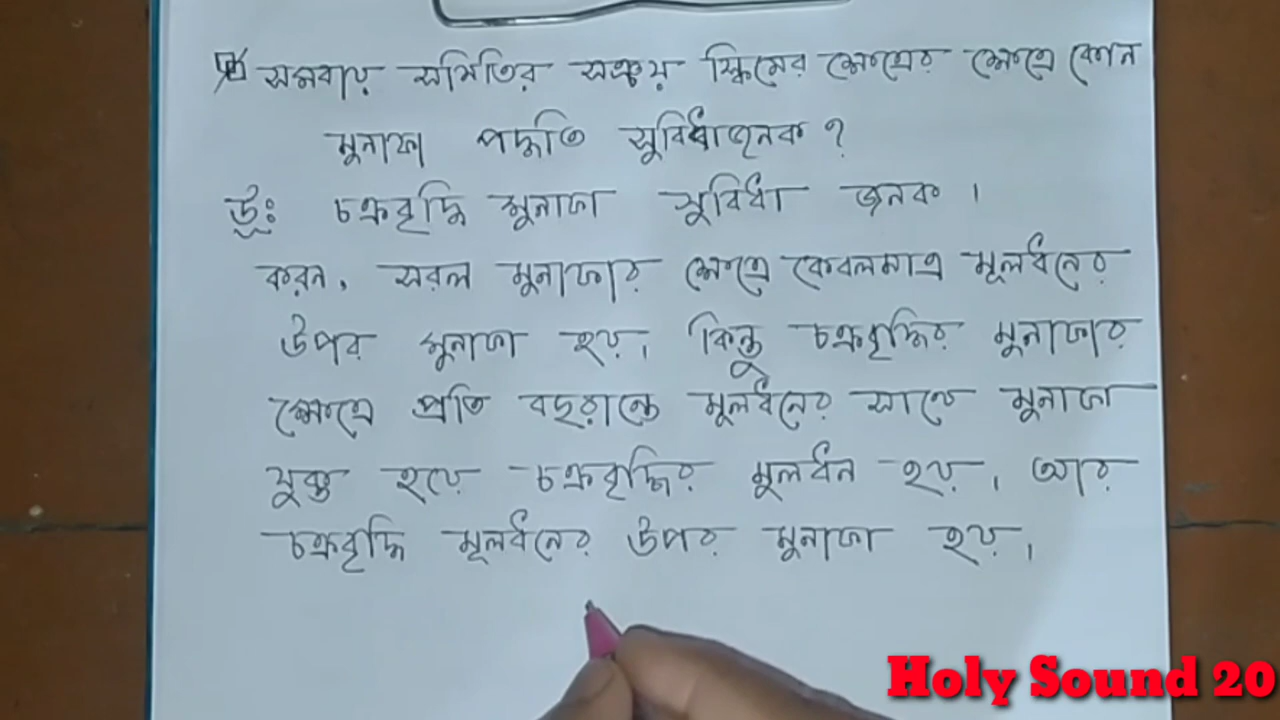 সমবায় সমিতির সঞ্চয় স্কিমের ক্ষেত্রের ক্ষেত্রে কোন
মুনাফা পদ্ধতি সুবিধাজনক ?
উঃ চক্রবৃদ্ধি মুনাফা সুবিধা জনক ।
করন, সরল মুনাফার ক্ষেত্রে কেবলমাত্র মূলধনের
উপর মুনাফা হয়। কিন্তু চক্রবৃদ্ধির মুনাফার
ক্ষেত্রে প্রতি বছরান্তে মূলধনের সাথে মুনাফা
যুক্ত হয়ে চক্রবৃদ্ধির মূলধন হয়। আর
চক্রবৃদ্ধি মূলধনের উপর মুনাফা হয়।
Holy Sound 20